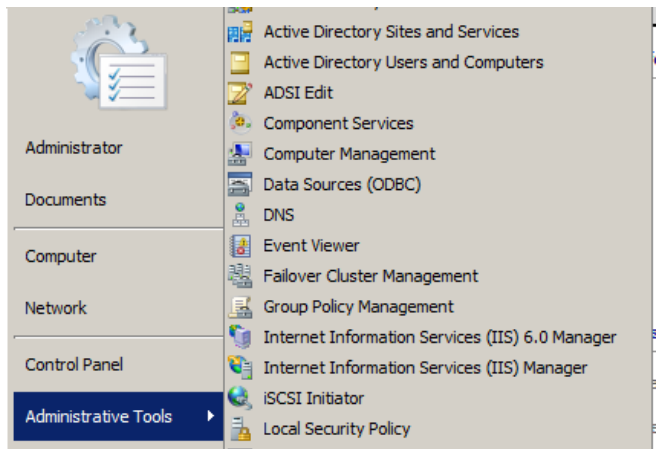 Administrator
Documents
Computer
Network
Control Panel
Administrative Tools
Active Directory Sites and Services
Active Directory Users and Computers
ADSI Edit
Component Services
Computer Management
Data Sources (ODBC)
DNS
Event Viewer
Failover Cluster Management
Group Policy Management
Internet Information Services (IIS) 6.0 Manager
Internet Information Services (IIS) Manager
iSCSI Initiator
Local Security Policy